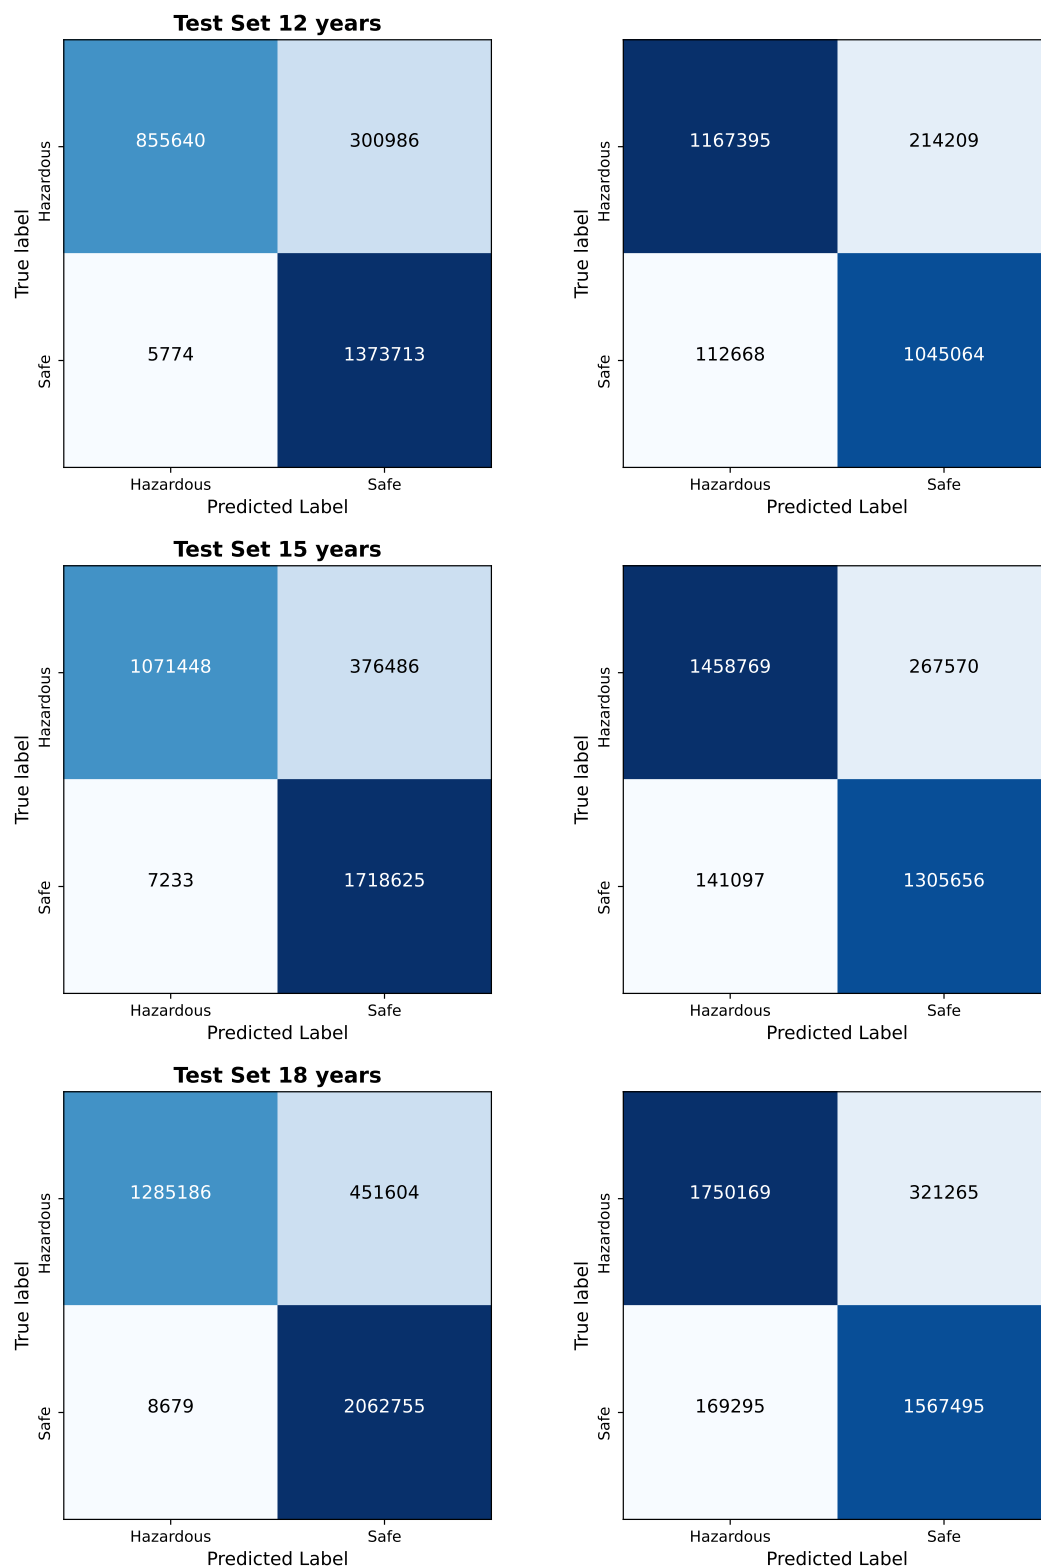 Test Set 12 years
True label
Hazardous
855640 300986
Safe
5774 1373713
Hazardous Safe
Predicted Label
True label
Hazardous
1167395 214209
Safe
112668 1045064
Hazardous Safe
Predicted Label
Test Set 15 years
True label
Hazardous
1071448 376486
Safe
7233 1718625
Hazardous Safe
Predicted Label
True label
Hazardous
1458769 267570
Safe
141097 1305656
Hazardous Safe
Predicted Label
Test Set 18 years
True label
Hazardous
1285186 451604
Safe
8679 2062755
Hazardous Safe
Predicted Label
True label
Hazardous
1750169 321265
Safe
169295 1567495
Hazardous Safe
Predicted Label